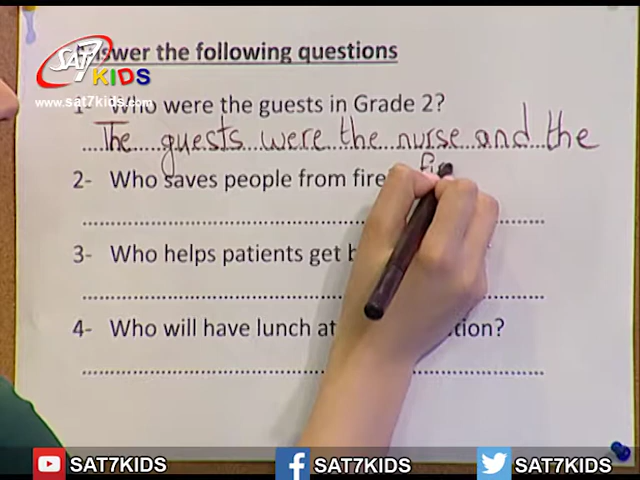 Answer the following questions
SAT7
KIDS
www.sat7kids.com
1- Who were the guests in Grade 2?
The guests were the nurse and the
fi
2- Who saves people from fire
3- Who helps patients get b
4- Who will have lunch at tion?
SAT7KIDS
SAT7KIDS
SAT7KIDS